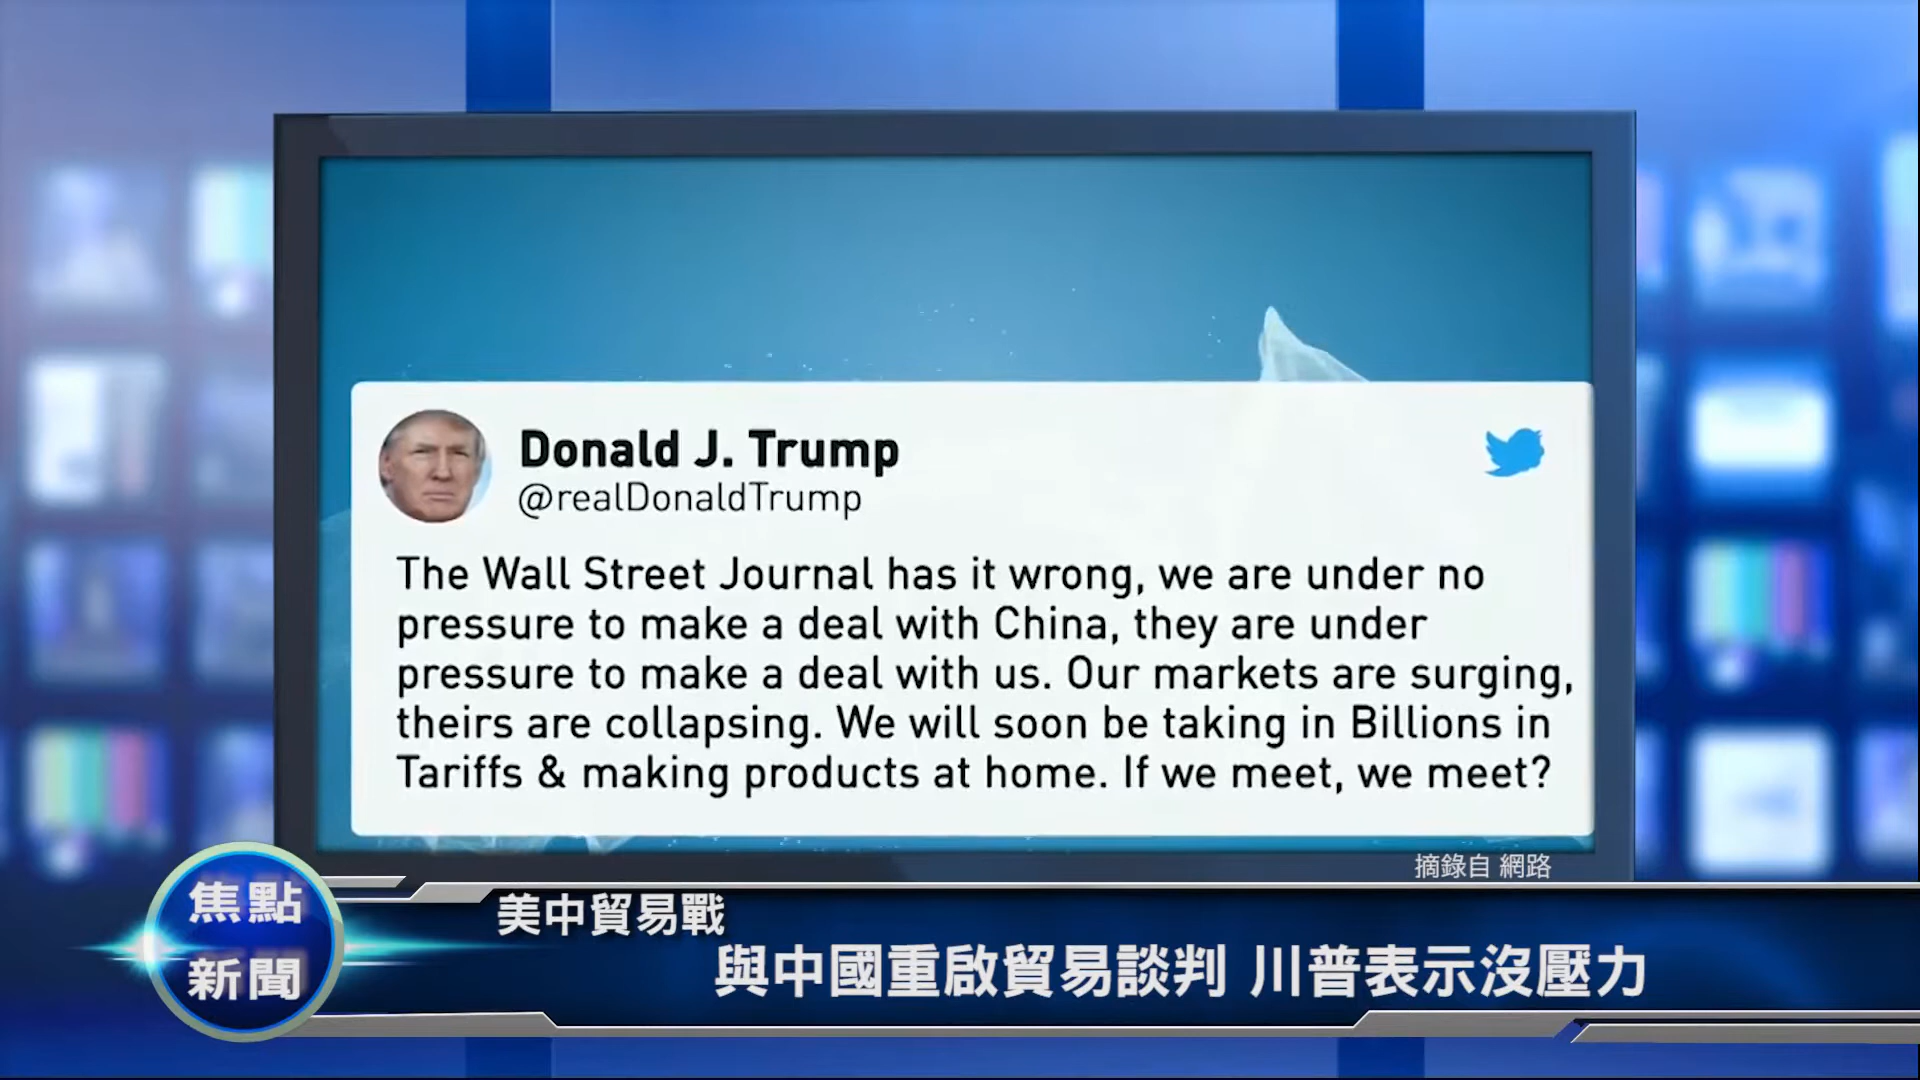 Donald J. Trump
@realDonaldTrump
The Wall Street Journal has it wrong, we are under no
pressure to make a deal with China, they are under
pressure to make a deal with us. Our markets are surging,
theirs are collapsing. We will soon be taking in Billions in
Tariffs & making products at home. If we meet, we meet?
摘錄自 網路
焦點
新聞
美中貿易戰
與中國重啟貿易談判 川普表示沒壓力